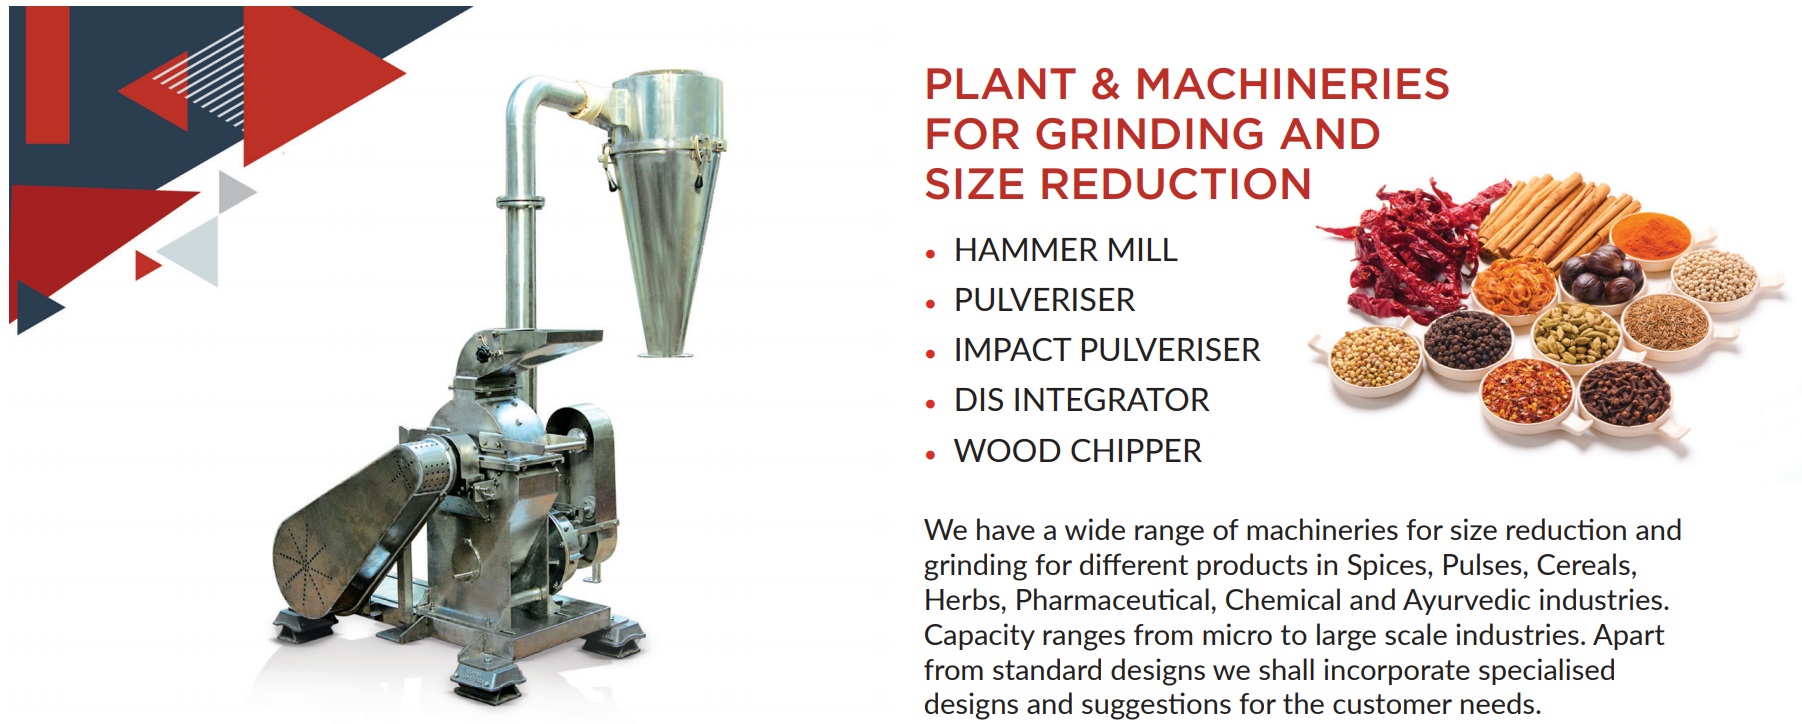 PLANT & MACHINERIES
FOR GRINDING AND
SIZE REDUCTION
• HAMMER MILL
• PULVERISER
• IMPACT PULVERISER
• DIS INTEGRATOR
• WOOD CHIPPER
We have a wide range of machineries for size reduction and
grinding for different products in Spices, Pulses, Cereals,
Herbs, Pharmaceutical, Chemical and Ayurvedic industries.
Capacity ranges from micro to large scale industries. Apart
from standard designs we shall incorporate specialised
designs and suggestions for the customer needs.